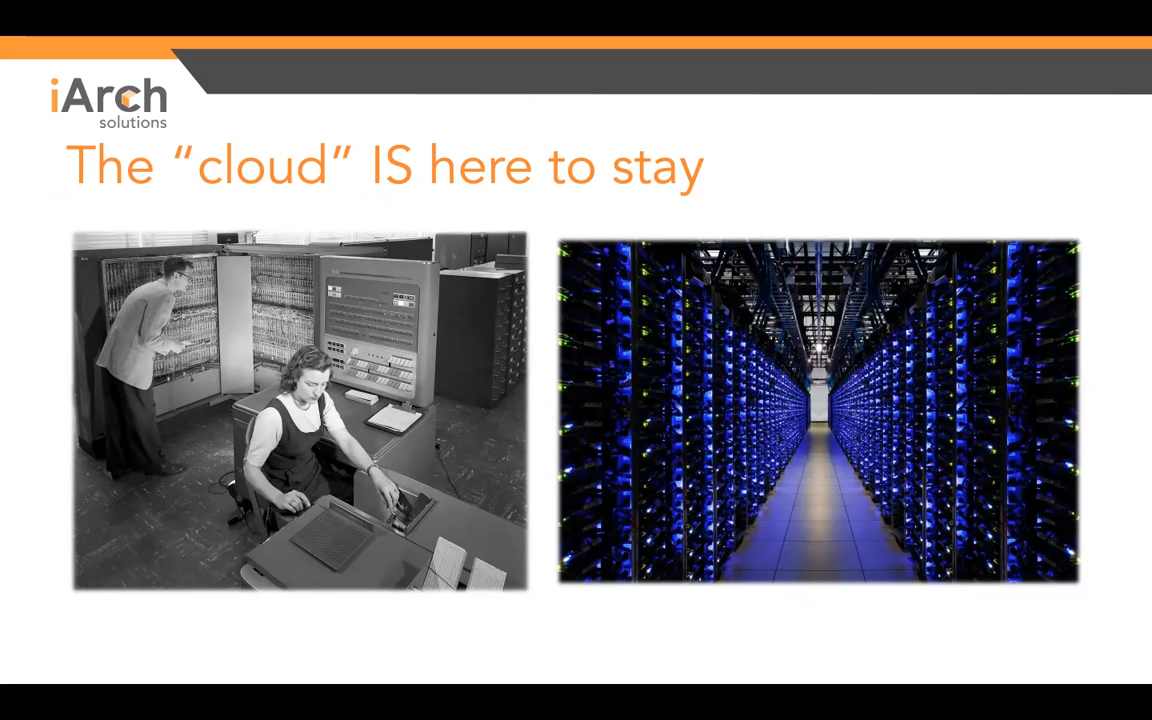 iArch
solutions
The “cloud” IS here to stay